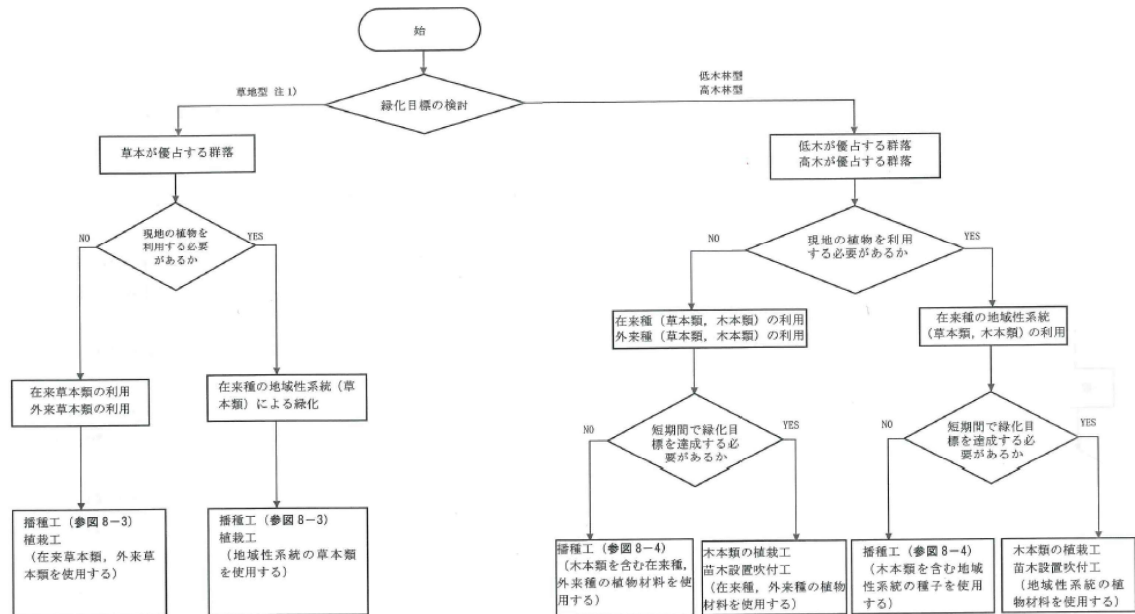 始
草地型 注1)
低木林型
高木林型
緑化目標の検討
草本が優占する群落
低木が優占する群落
高木が優占する群落
現地の植物を
利用する必要
があるか
NO
YES
現地の植物を利用
する必要があるか
NO
YES
在来種（草本類，木本類）の利用
外来種（草本類，木本類）の利用
在来種の地域性系統
（草本類，木本類）の利用
在来草本類の利用
外来草本類の利用
在来種の地域性系統（草
本類）による緑化
短期間で緑化目
標を達成する必
要があるか
NO
YES
短期間で緑化目
標を達成する必
要があるか
NO
YES
播種工（参図8－3）
植栽工
（在来草本類，外来草
本類を使用する）
播種工（参図8－3）
植栽工
（地域性系統の草本類
を使用する）
播種工（参図8－4）
（木本類を含む在来種，
外来種の植物材料を使
用する）
木本類の植栽工
苗木設置吹付工
（在来種，外来種の植物
材料を使用する）
播種工（参図8－4）
（木本類を含む地域
性系統の種子を使用
する）
木本類の植栽工
苗木設置吹付工
（地域性系統の植
物材料を使用する）